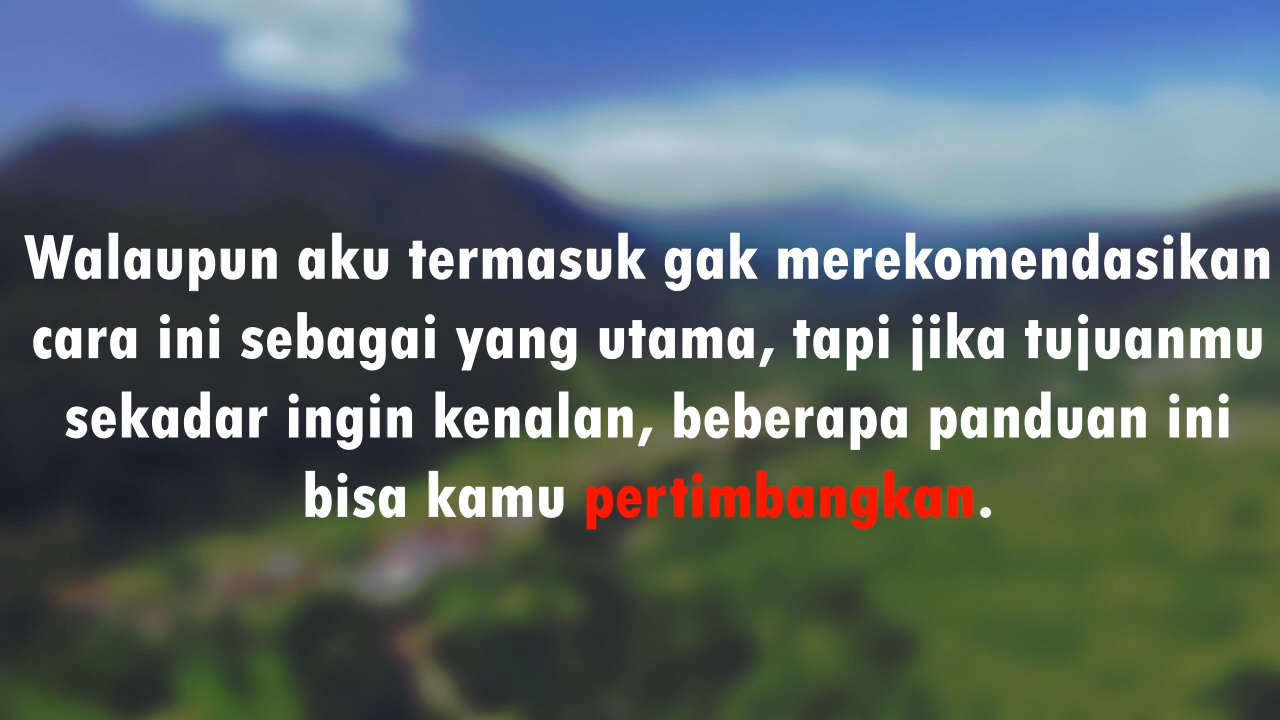 Walaupun aku termasuk gak merekomendasikan
cara ini sebagai yang utama, tapi jika tujuanmu
sekadar ingin kenalan, beberapa panduan ini
bisa kamu pertimbangkan.